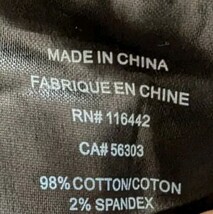 MADE IN CHINA
FABRIQUE EN CHINE
RN# 116442
CA# 56303
98% COTTON/COTON
2% SPANDEX